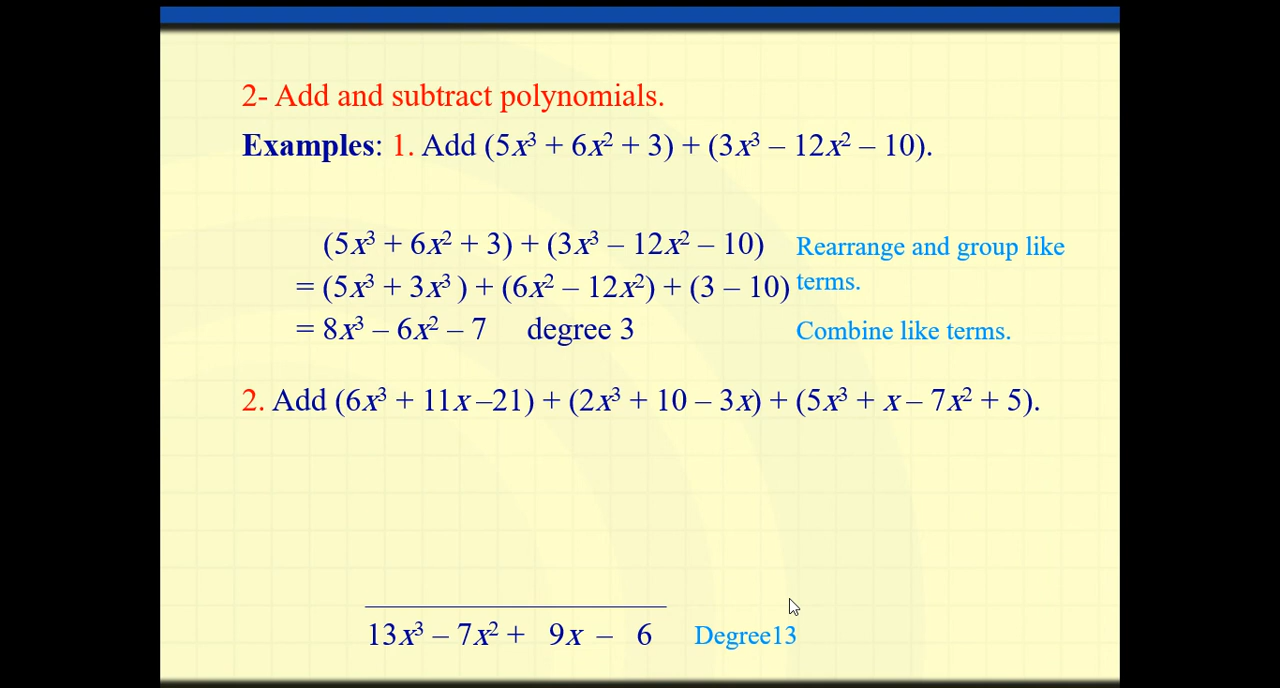 2- Add and subtract polynomials.
Examples: 1. Add (5x³ + 6x² + 3) + (3x³ – 12x² – 10).
(5x³ + 6x² + 3) + (3x³ – 12x² – 10) Rearrange and group like
= (5x³ + 3x³ ) + (6x² – 12x²) + (3 – 10) terms.
= 8x³ – 6x² – 7 degree 3 Combine like terms.
2. Add (6x³ + 11x –21) + (2x³ + 10 – 3x) + (5x³ + x – 7x² + 5).
13x³ – 7x² + 9x – 6 Degree13